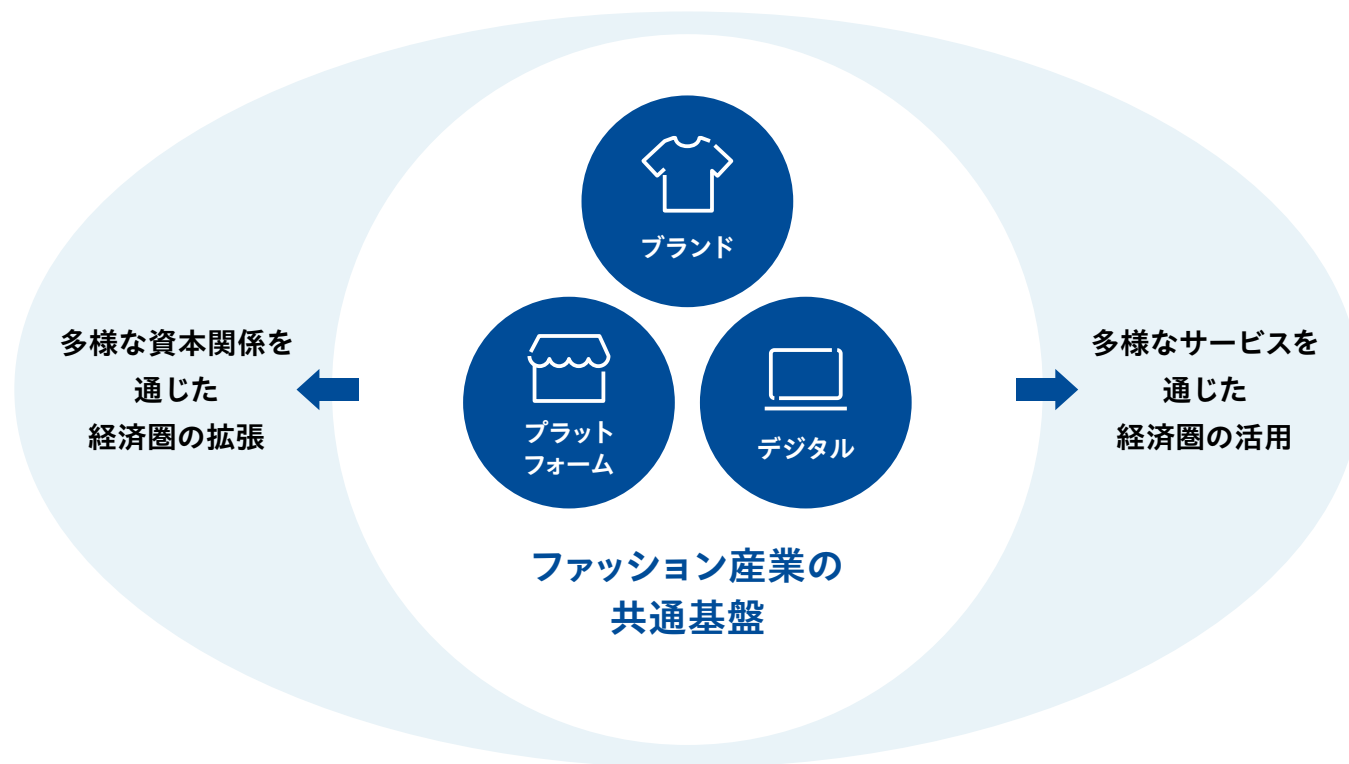 ブランド
プラット
フォーム
デジタル
ファッション産業の
共通基盤
多様な資本関係を
通じた
経済圏の拡張
多様なサービスを
通じた
経済圏の活用